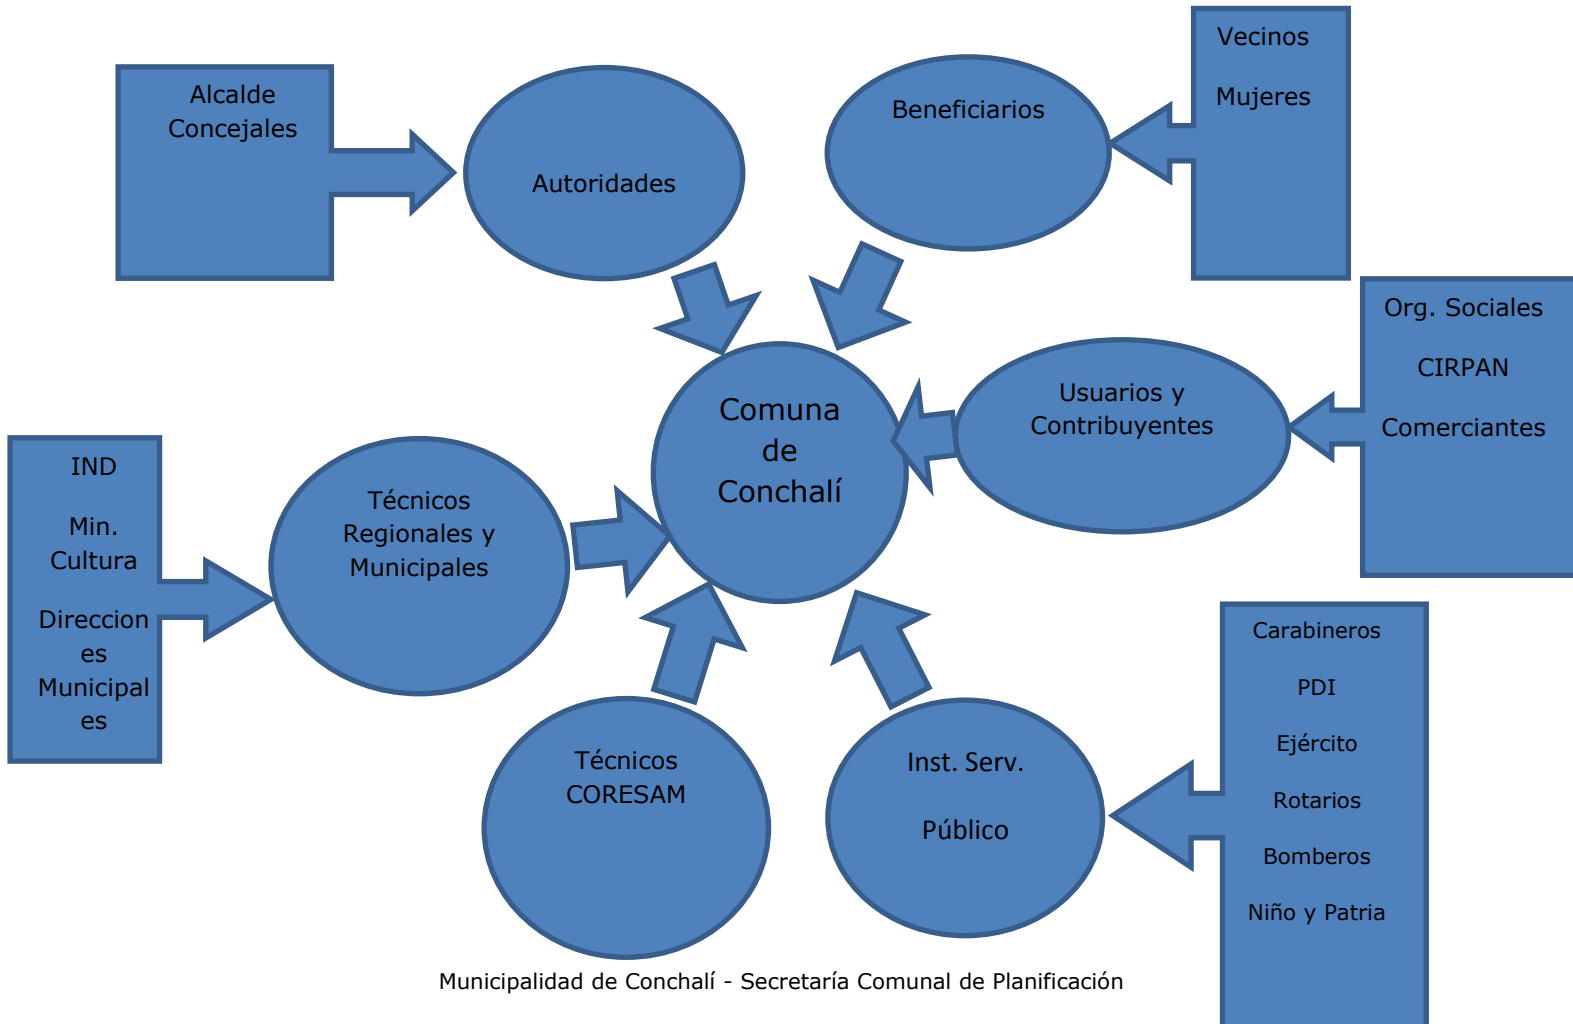 Alcalde
Concejales
Autoridades
Beneficiarios
Vecinos
Mujeres
Org. Sociales
CIRPAN
Comerciantes
Usuarios y
Contribuyentes
Comuna
de
Conchalí
IND
Min.
Cultura
Direccion
es
Municipal
es
Técnicos
Regionales y
Municipales
Técnicos
CORESAM
Inst. Serv.
Público
Carabineros
PDI
Ejército
Rotarios
Bomberos
Niño y Patria
Municipalidad de Conchalí - Secretaría Comunal de Planificación